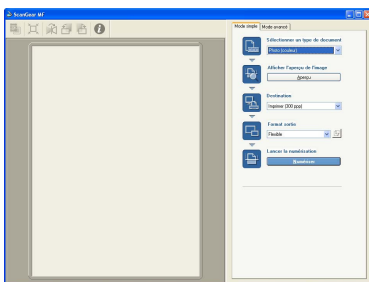 ScanGear MF
Mode simple
Mode avancé
Sélectionner un type de document
Photo (couleur)
Afficher l'aperçu de l'image
Aperçu
Destination
Imprimer (300 ppp)
Format sortie
Flexible
Lancer la numérisation
Numériser